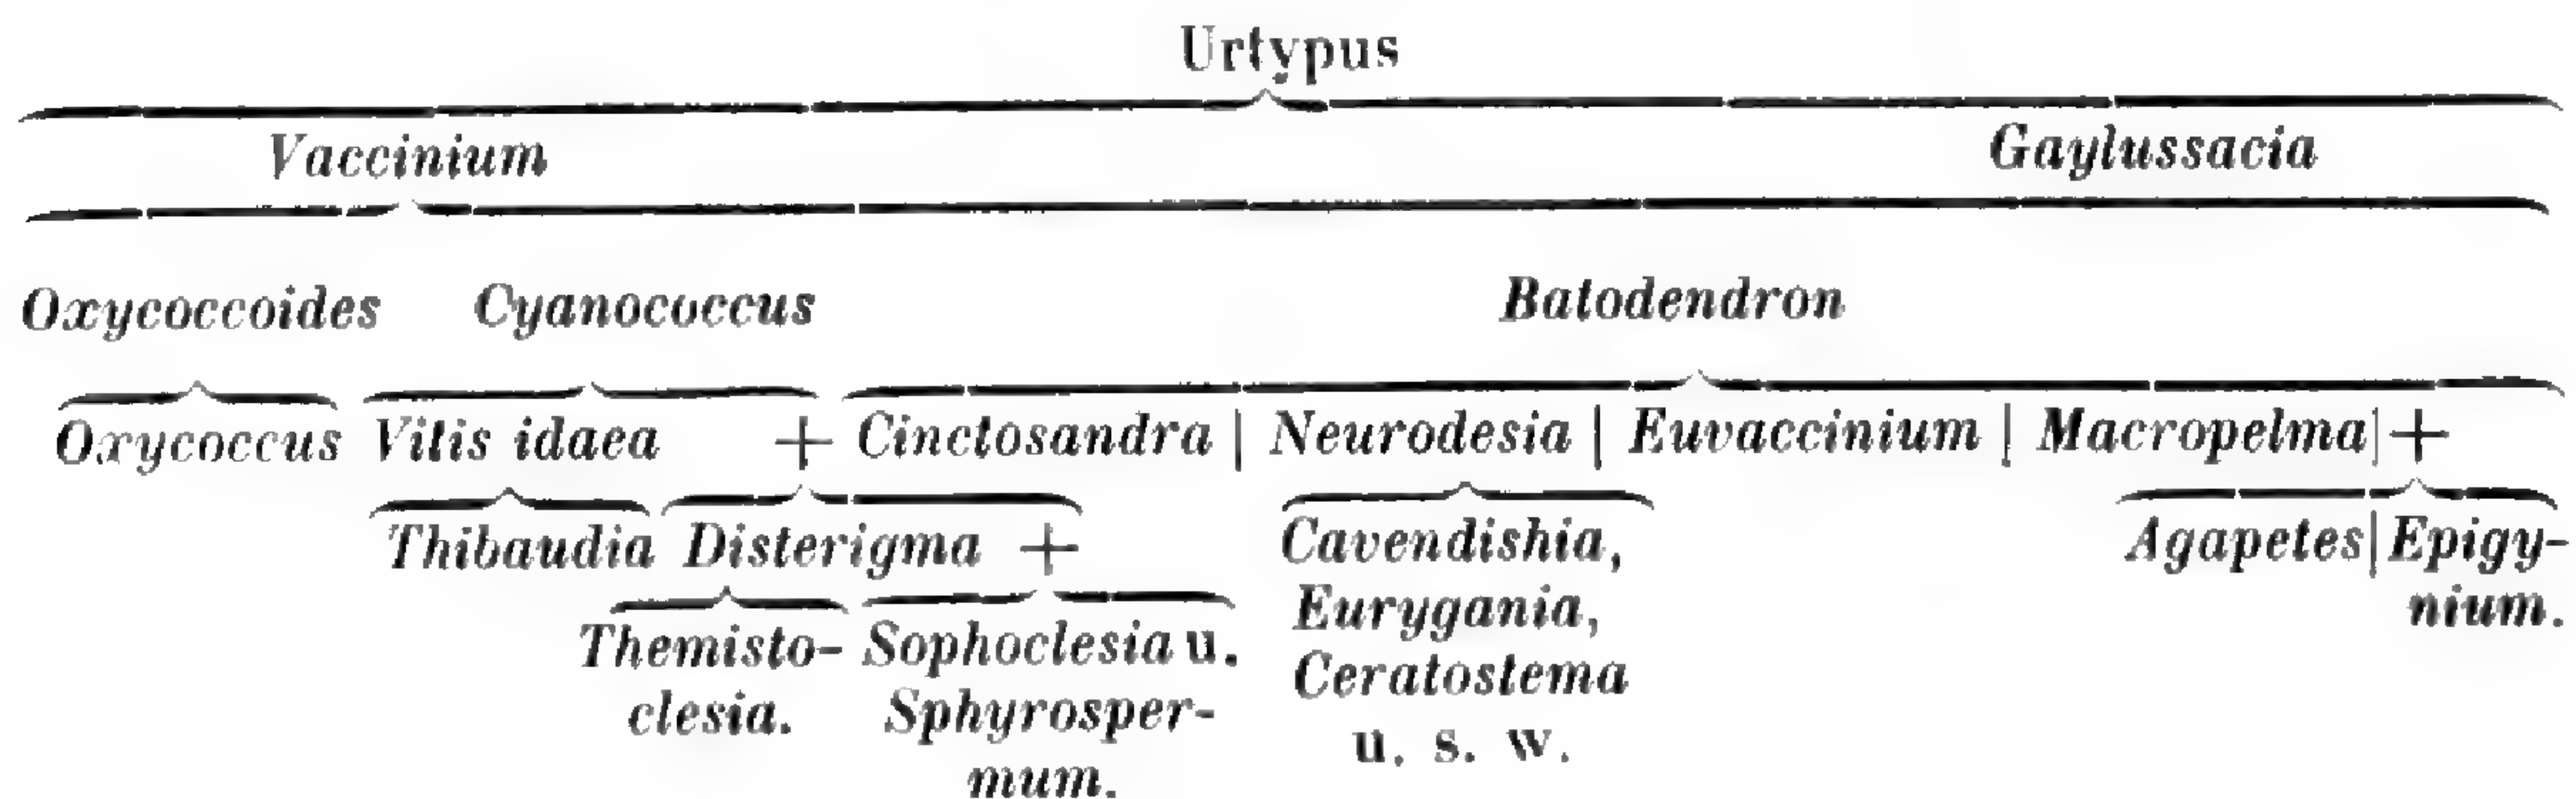 Urtypus
Vaccinium Gaylussacia
Oxycoccoides Cyanococcus Batodendron
Oxycoccus Vitis idaea + Cinctosandra | Neurodesia | Euvaccinium | Macropelma | +
Thibaudia Disterigma + Cavendishia, Agapetes | Epigy-
Eurygania, nium.
Themisto- Sophoclesia u. Ceratostema
clesia. Sphyrosper- u. s. w.
mum.